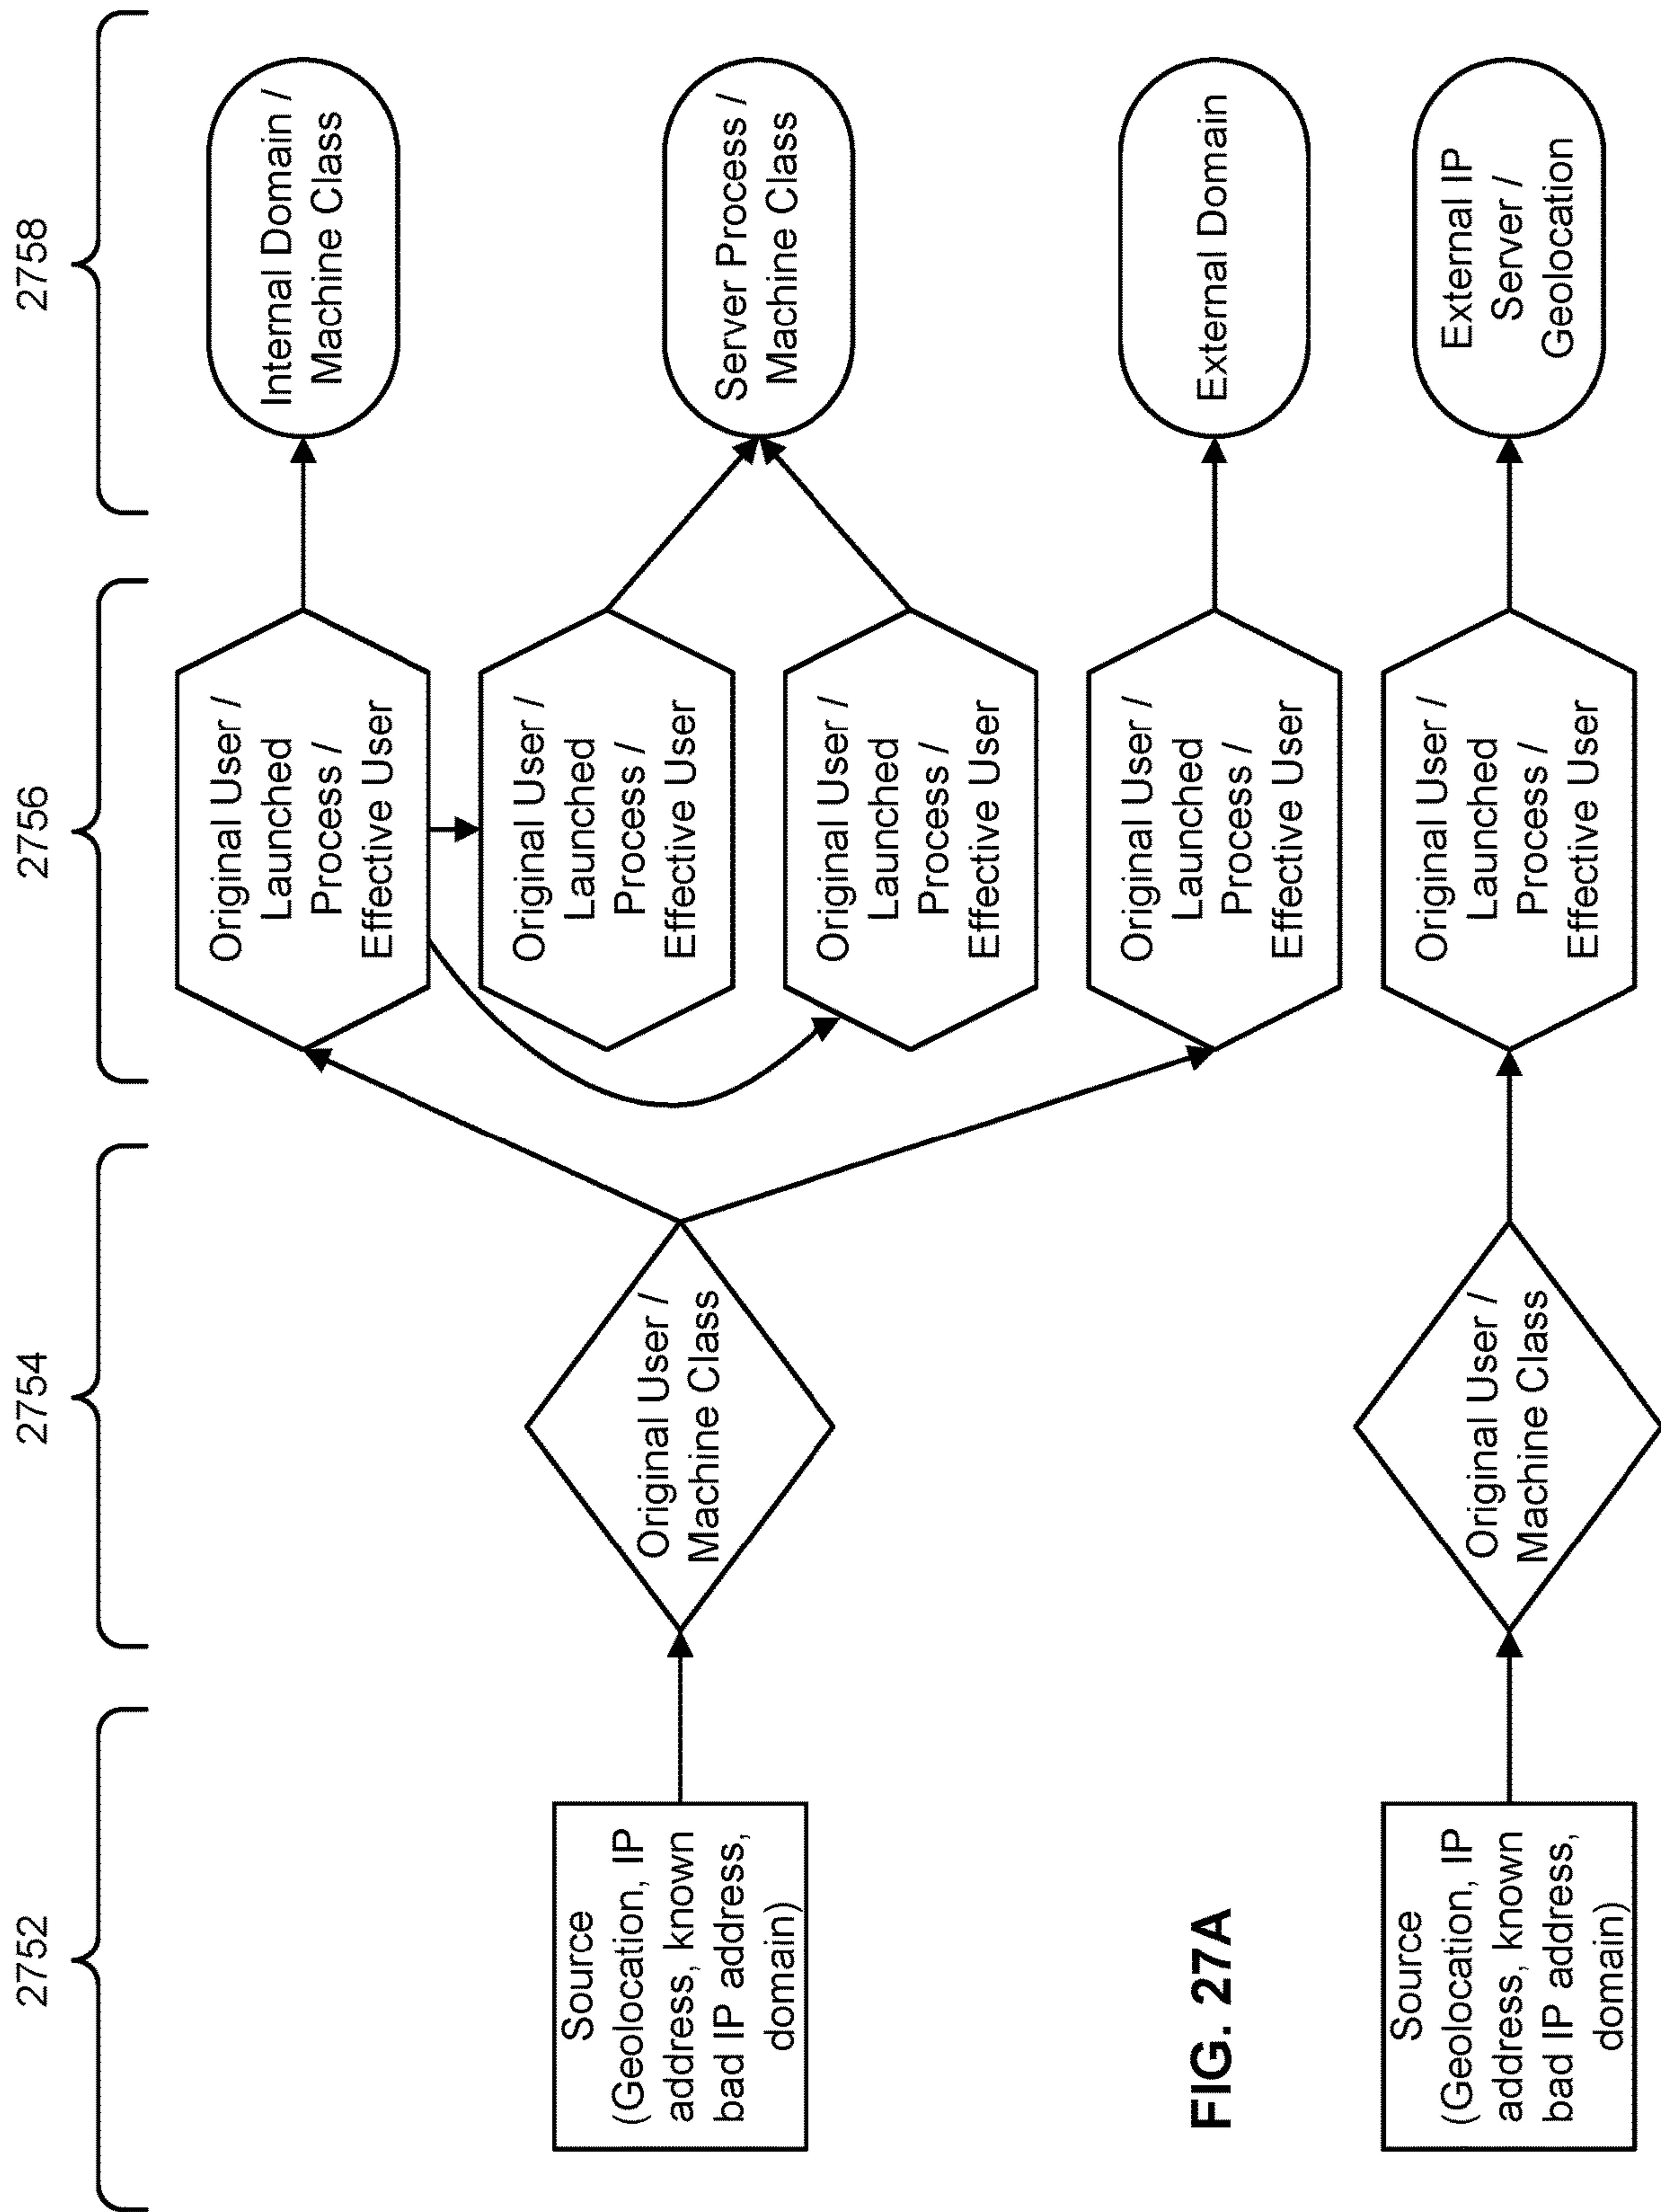 2752
2754
2756
2758
Source
(Geolocation, IP
address, known
bad IP address,
domain)
Original User /
Machine Class
Original User /
Launched
Process /
Effective User
Internal Domain /
Machine Class
Original User /
Launched
Process /
Effective User
Original User /
Launched
Process /
Effective User
Server Process /
Machine Class
Original User /
Launched
Process /
Effective User
External Domain
FIG. 27A
Source
(Geolocation, IP
address, known
bad IP address,
domain)
Original User /
Machine Class
Original User /
Launched
Process /
Effective User
External IP
Server /
Geolocation